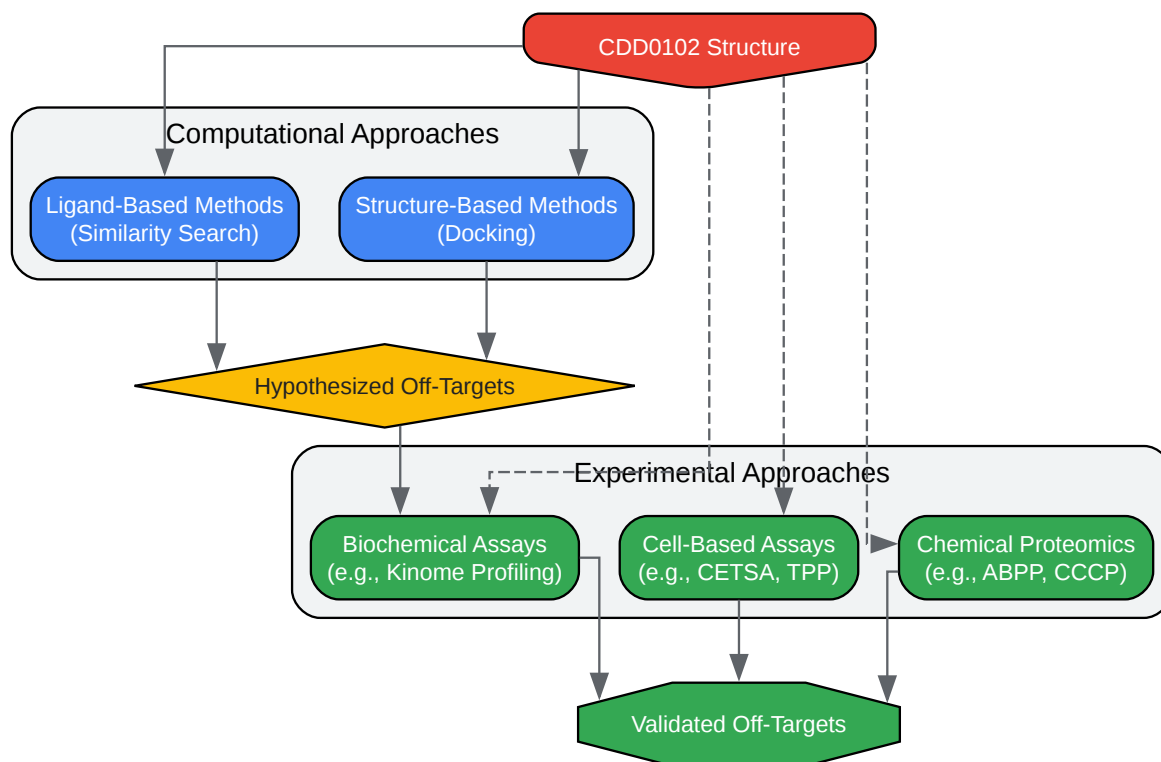 CDD0102 Structure
Computational Approaches
Ligand-Based Methods
(Similarity Search)
Structure-Based Methods
(Docking)
Hypothesized Off-Targets
Experimental Approaches
Biochemical Assays
(e.g., Kinome Profiling)
Cell-Based Assays
(e.g., CETSA, TPP)
Chemical Proteomics
(e.g., ABPP, CCCP)
Validated Off-Targets